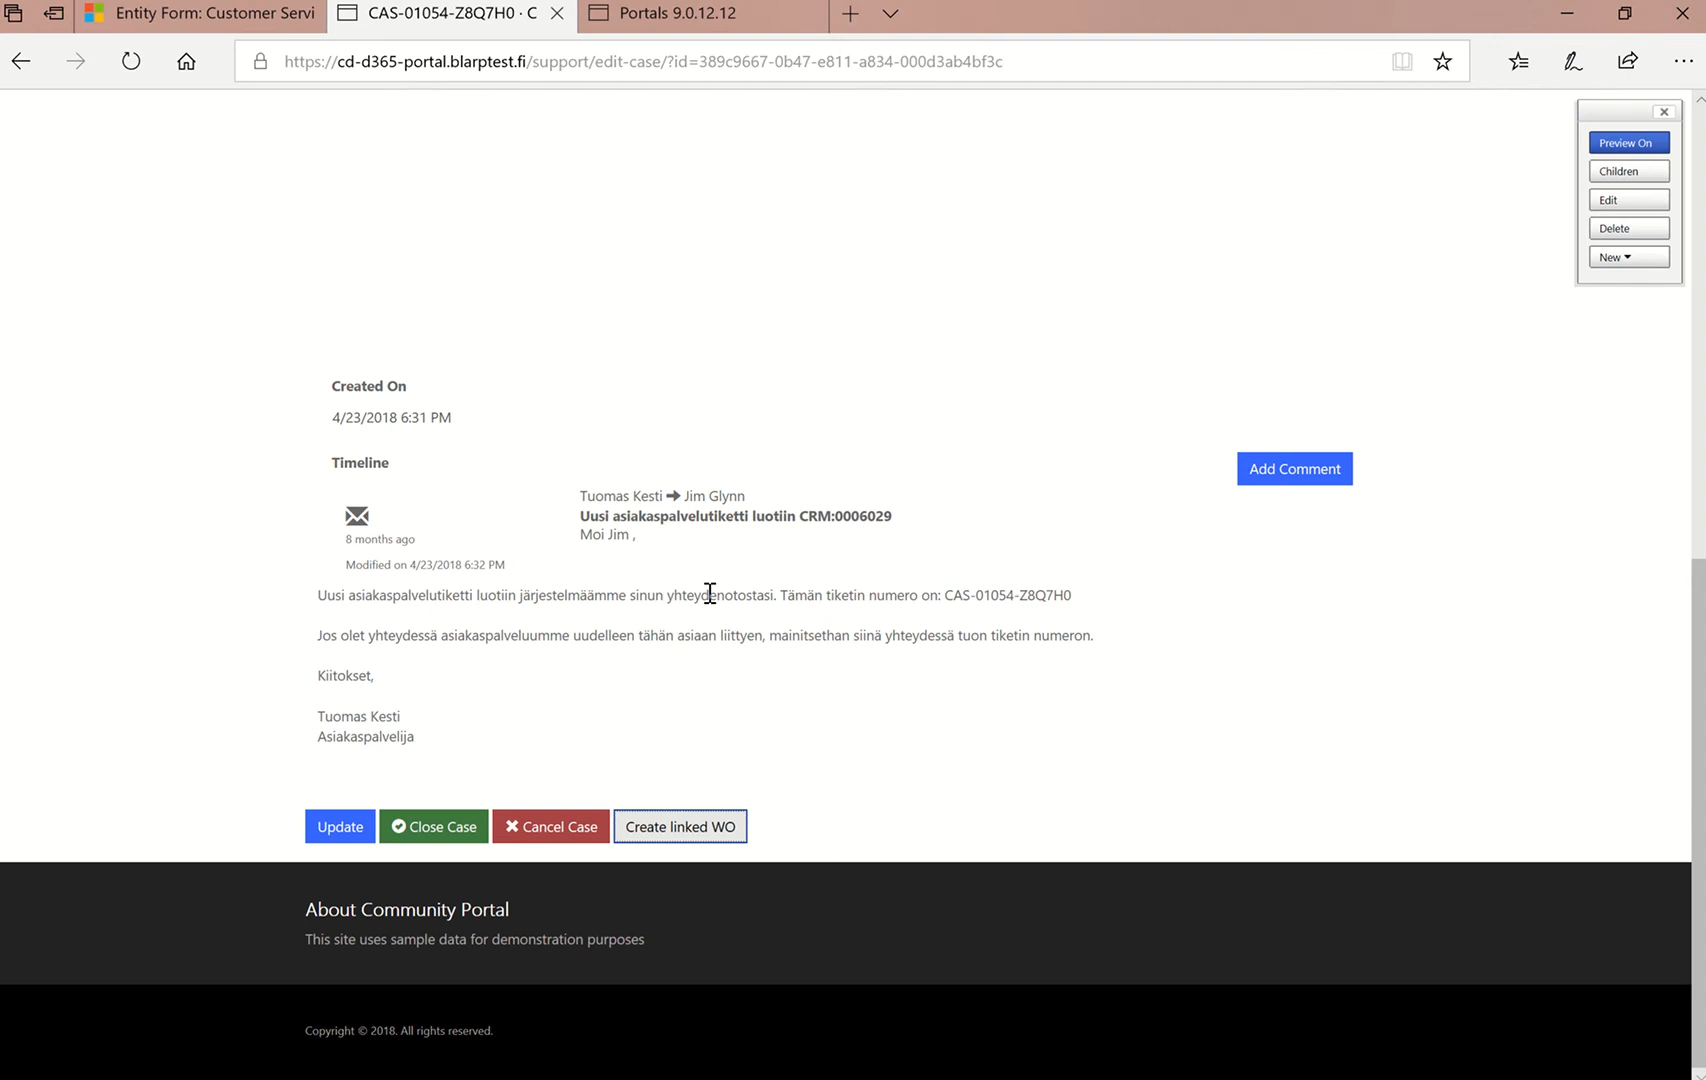 Entity Form: Customer Servi
CAS-01054-Z8Q7H0 · C
Portals 9.0.12.12
https://cd-d365-portal.blarptest.fi/support/edit-case/?id=389c9667-0b47-e811-a834-000d3ab4bf3c
Preview On
Children
Edit
Delete
New
Created On
4/23/2018 6:31 PM
Timeline
Add Comment
Tuomas Kesti ➔ Jim Glynn
Uusi asiakaspalvelutiketti luotiin CRM:0006029
Moi Jim ,
8 months ago
Modified on 4/23/2018 6:32 PM
Uusi asiakaspalvelutiketti luotiin järjestelmäämme sinun yhteydenotostasi. Tämän tiketin numero on: CAS-01054-Z8Q7H0
Jos olet yhteydessä asiakaspalveluumme uudelleen tähän asiaan liittyen, mainitsethan siinä yhteydessä tuon tiketin numeron.
Kiitokset,
Tuomas Kesti
Asiakaspalvelija
Update
Close Case
Cancel Case
Create linked WO
About Community Portal
This site uses sample data for demonstration purposes
Copyright © 2018. All rights reserved.